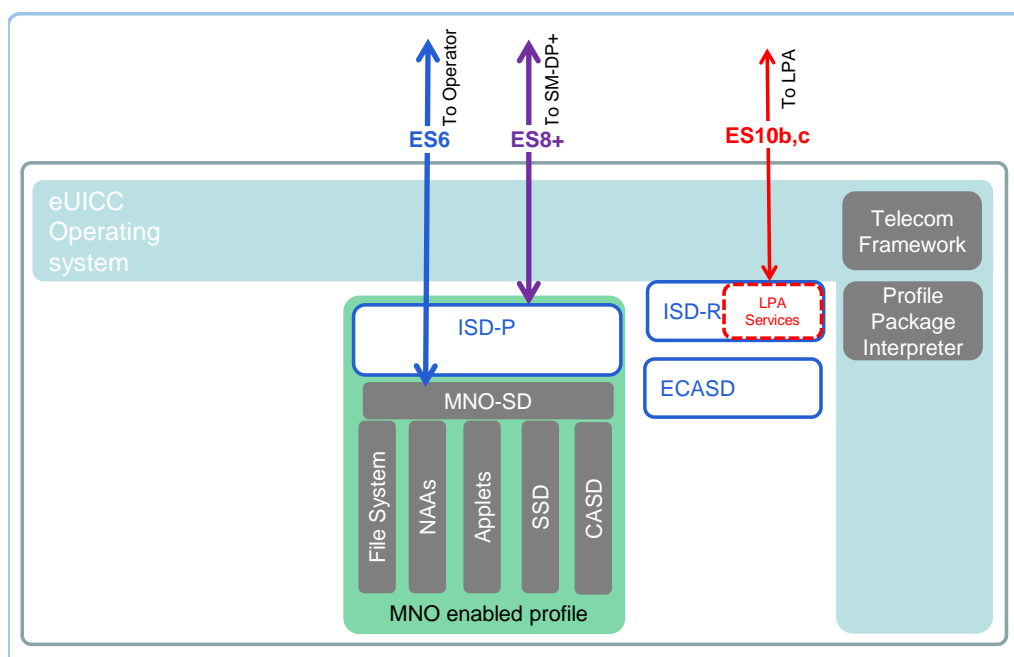 To Operator
To SM-DP+
To LPA
ES6
ES8+
ES10b,c
eUICC
Operating
system
Telecom
Framework
ISD-P
ISD-R
LPA
Services
Profile
Package
Interpreter
ECASD
MNO-SD
File System
NAAs
Applets
SSD
CASD
MNO enabled profile